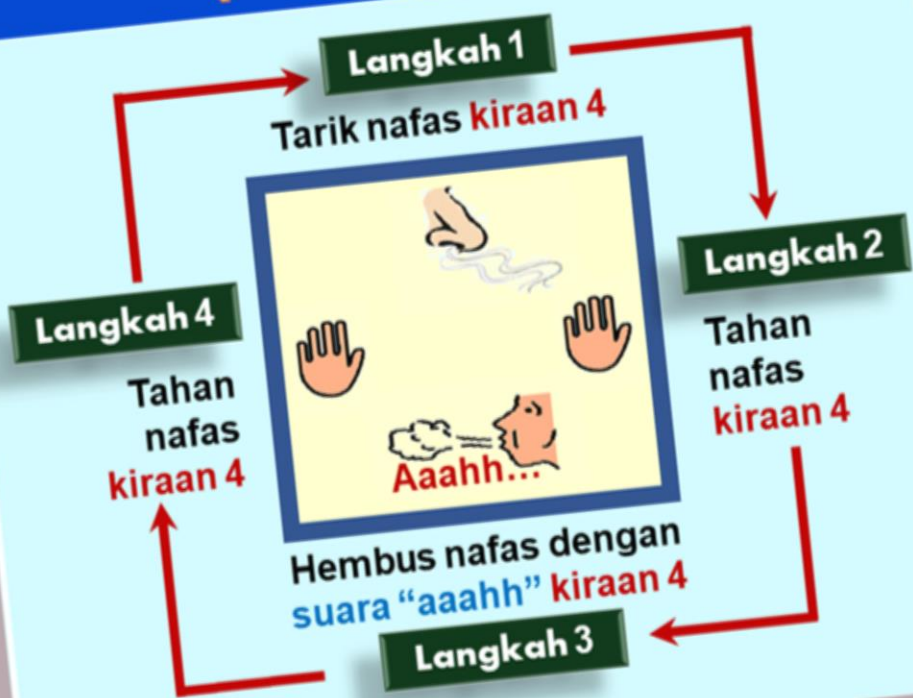 Langkah 1
Tarik nafas kiraan 4
Langkah 2
Tahan
nafas
kiraan 4
Aaahh...
Hembus nafas dengan
suara “aaahh” kiraan 4
Langkah 3
Langkah 4
Tahan
nafas
kiraan 4